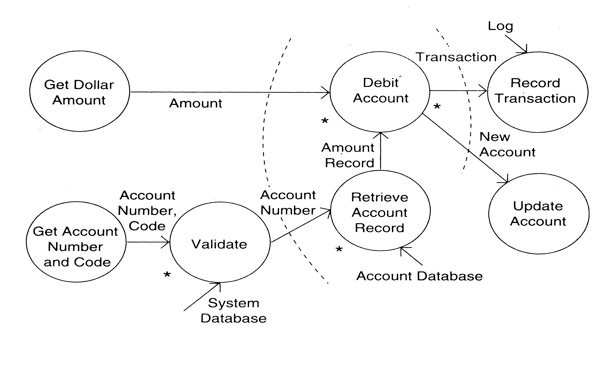 Log
Transaction
Get Dollar
Amount
Amount
Debit
Account
Record
Transaction
*
*
Amount
Record
New
Account
Account
Number,
Code
Account
Number
Retrieve
Account
Record
Update
Account
Get Account
Number
and Code
Validate
*
*
Account Database
System
Database